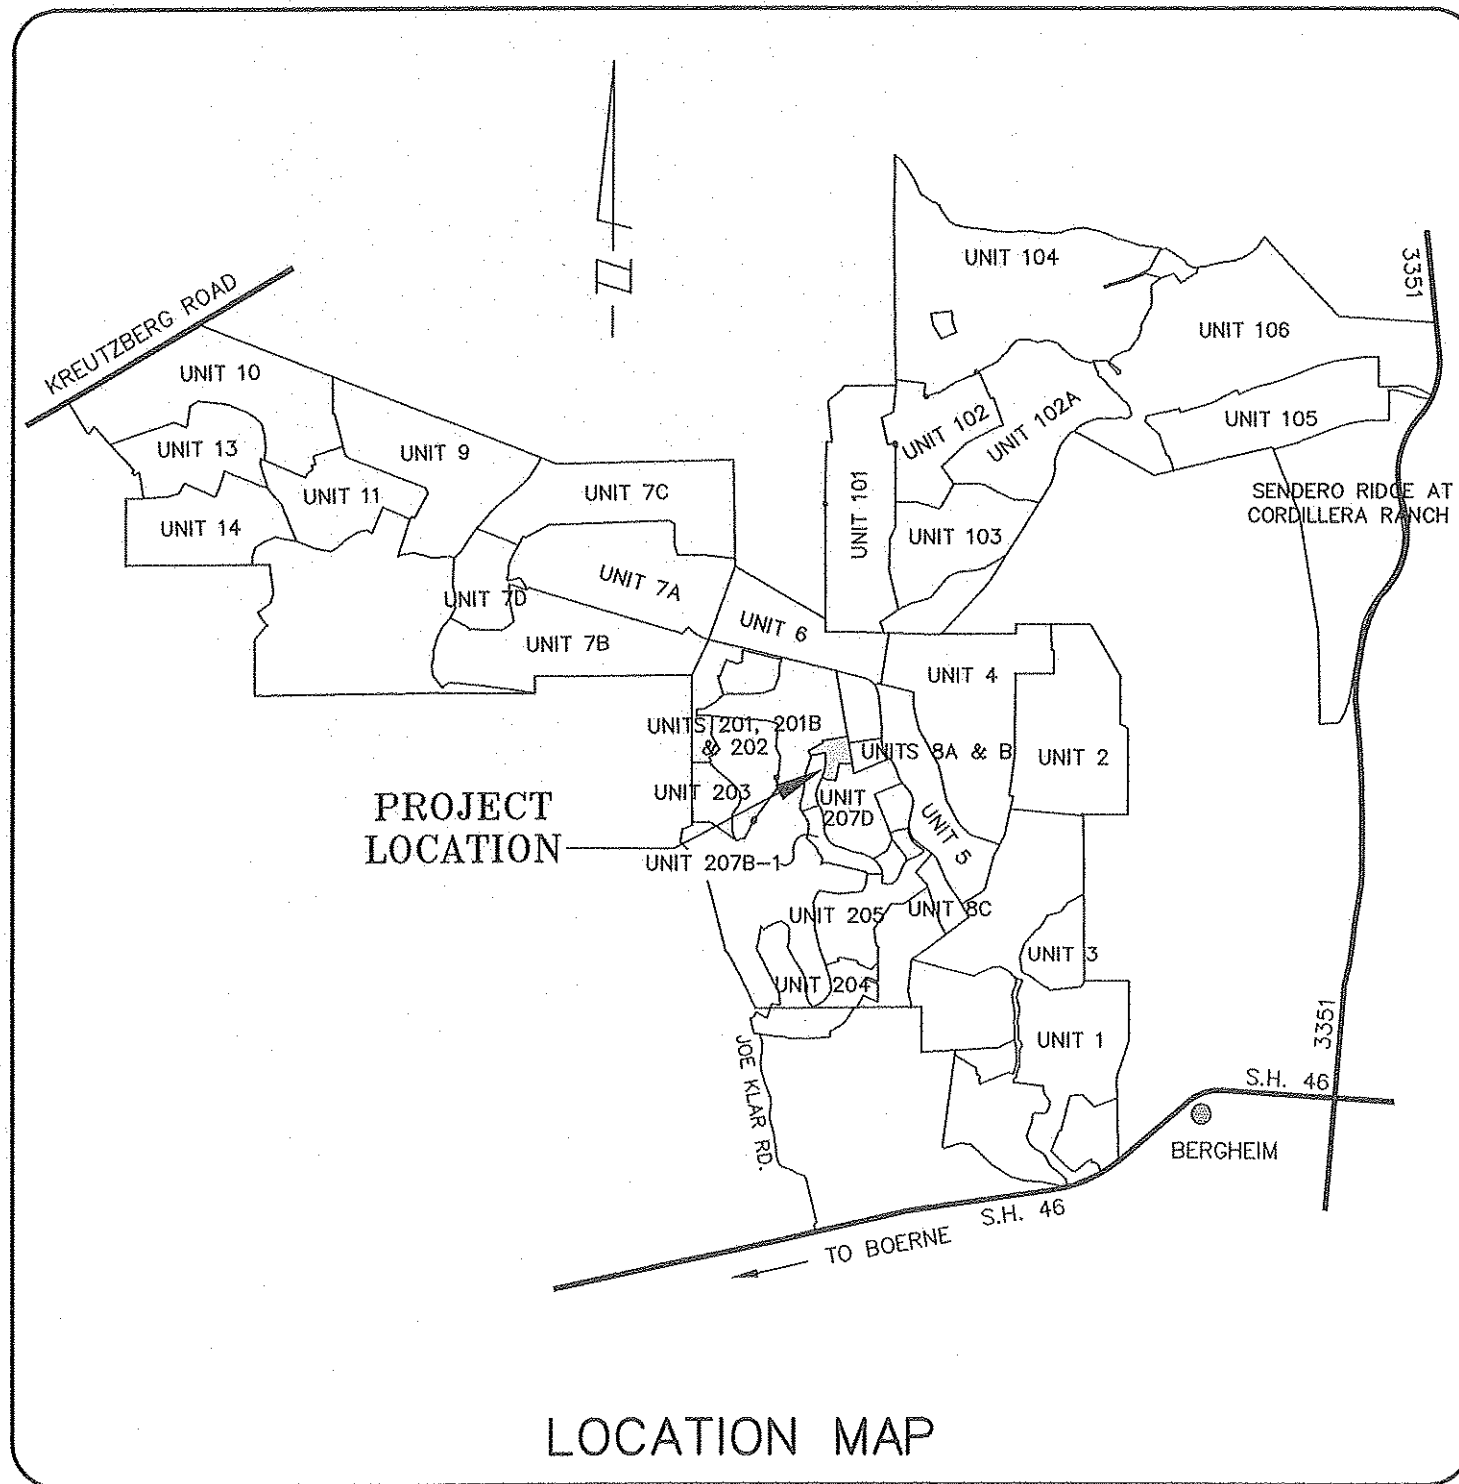 3351
UNIT 104
KREUTZBERG ROAD
UNIT 106
UNIT 10
UNIT 102
UNIT 102A
UNIT 105
UNIT 13
UNIT 9
UNIT 11
UNIT 7C
UNIT 101
SENDERO RIDGE AT
CORDILLERA RANCH
UNIT 14
UNIT 103
UNIT 7A
UNIT 7D
UNIT 6
UNIT 7B
UNIT 4
UNITS 201, 201B
& 202
UNITS 8A & B
UNIT 2
UNIT 203
UNIT
207D
PROJECT
LOCATION
UNIT 5
UNIT 207B-1
UNIT 205
UNIT 8C
UNIT 3
UNIT 204
UNIT 1
3351
JOE KLAR RD.
S.H. 46
BERGHEIM
S.H. 46
TO BOERNE
LOCATION MAP